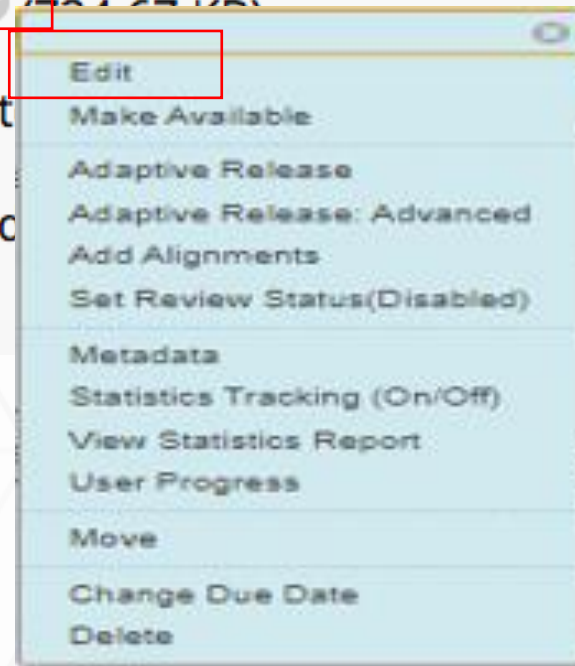 Edit
Make Available
Adaptive Release
Adaptive Release: Advanced
Add Alignments
Set Review Status(Disabled)
Metadata
Statistics Tracking (On/Off)
View Statistics Report
User Progress
Move
Change Due Date
Delete